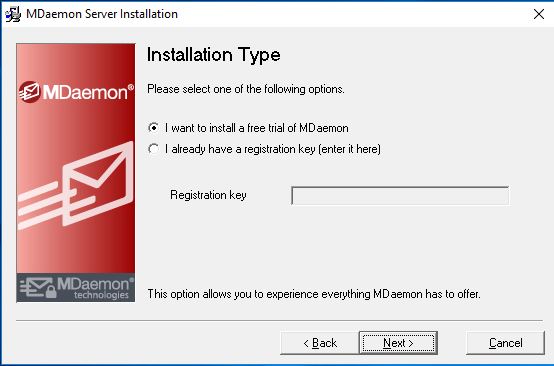 MDaemon Server Installation
MDaemon®
Installation Type
Please select one of the following options.
I want to install a free trial of MDaemon
I already have a registration key (enter it here)
Registration key
This option allows you to experience everything MDaemon has to offer.
MDaemon®
technologies
< Back
Next >
Cancel